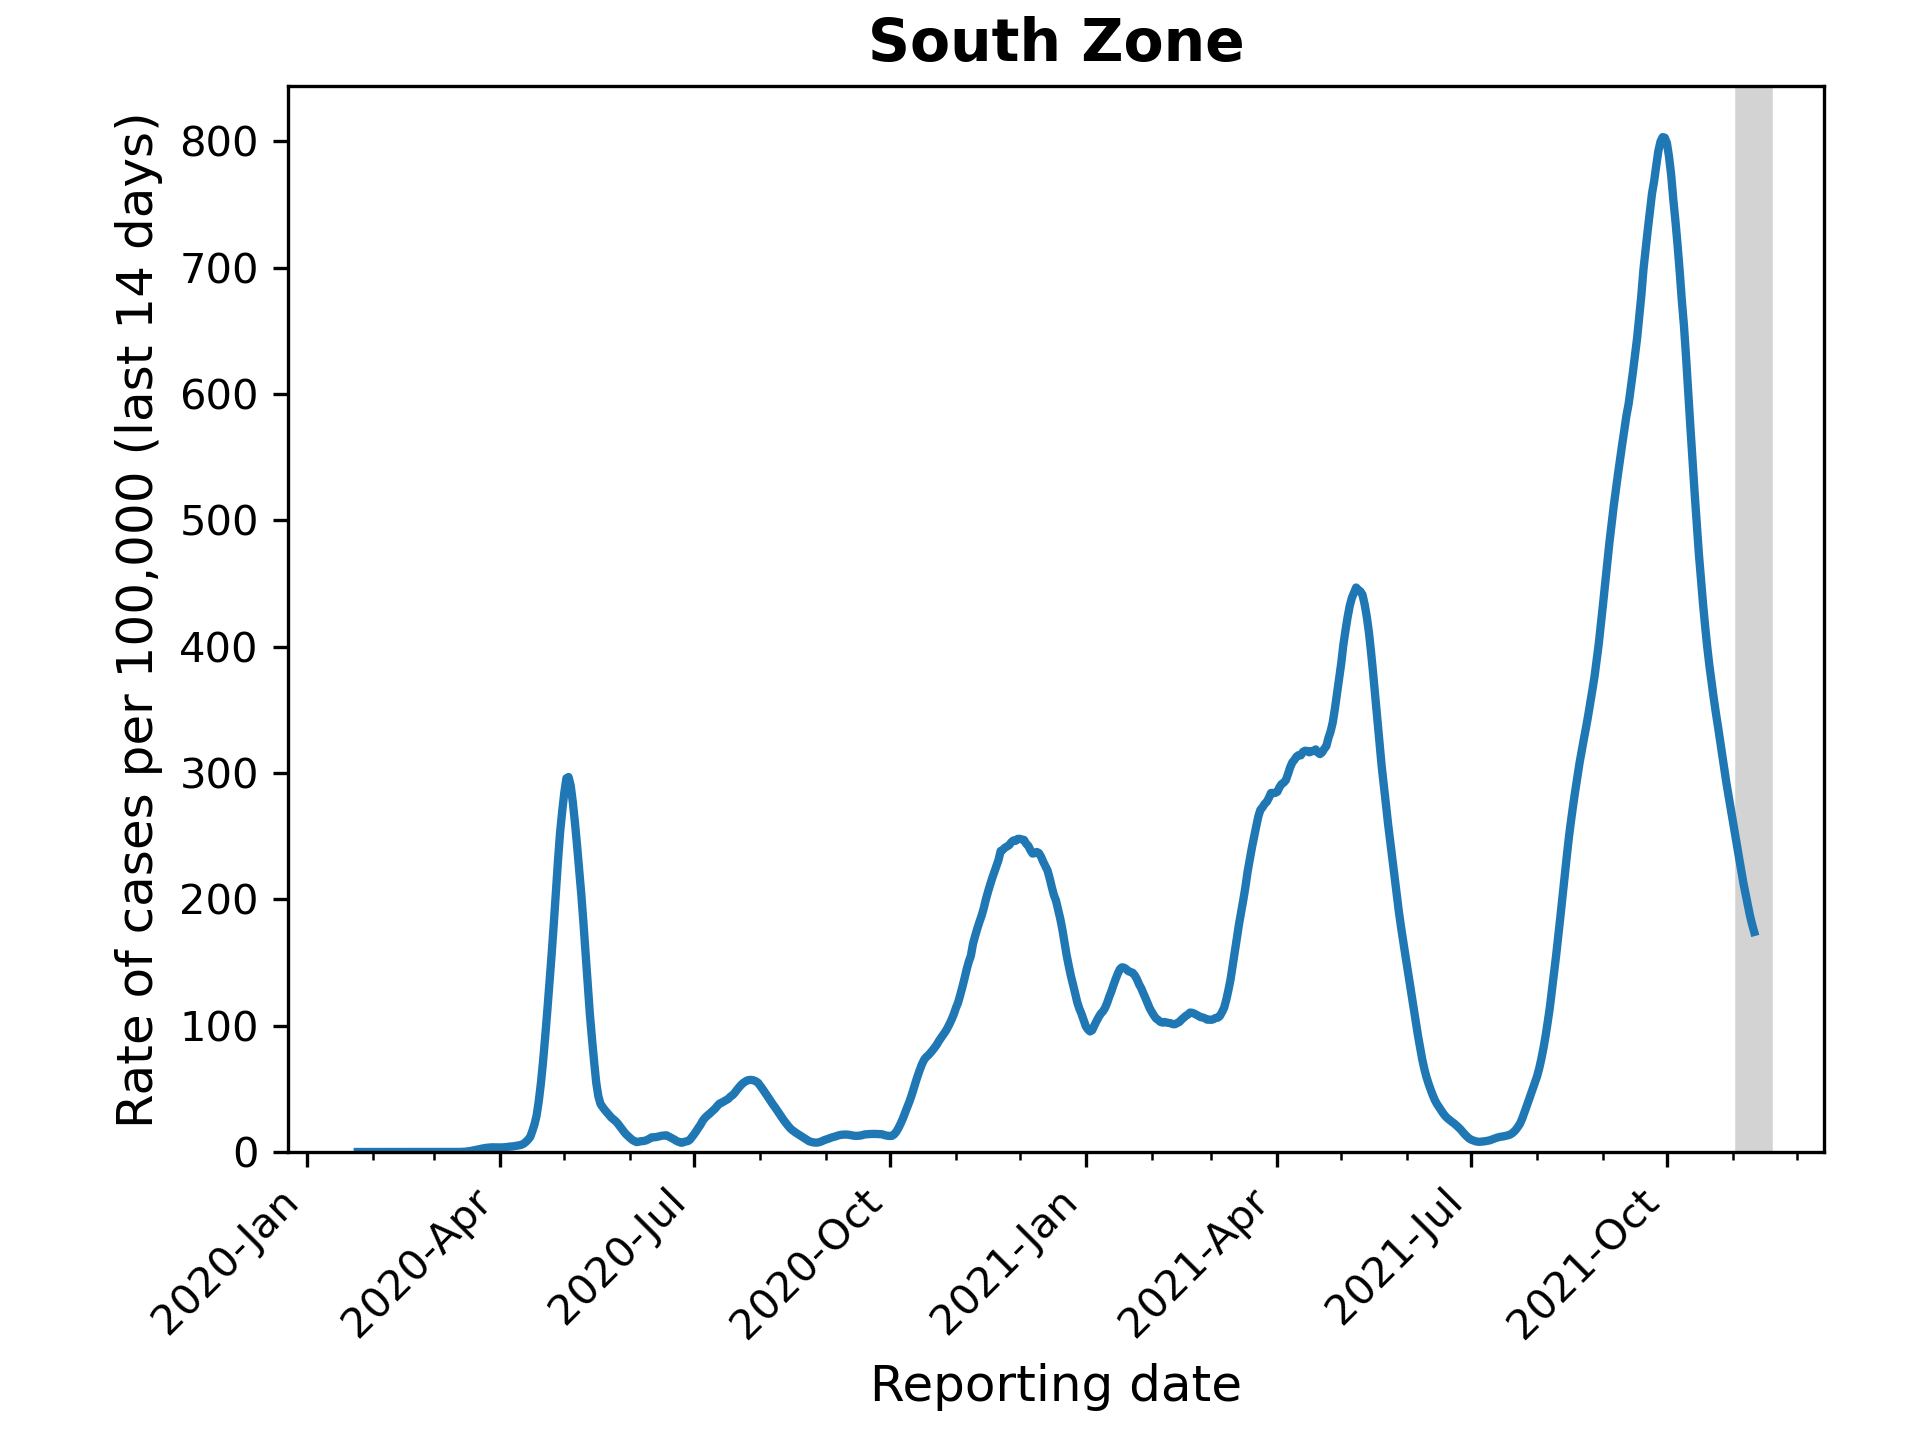 South Zone
Rate of cases per 100,000 (last 14 days)
800
700
600
500
400
300
200
100
0
2020-Jan
2020-Apr
2020-Jul
2020-Oct
2021-Jan
2021-Apr
2021-Jul
2021-Oct
Reporting date